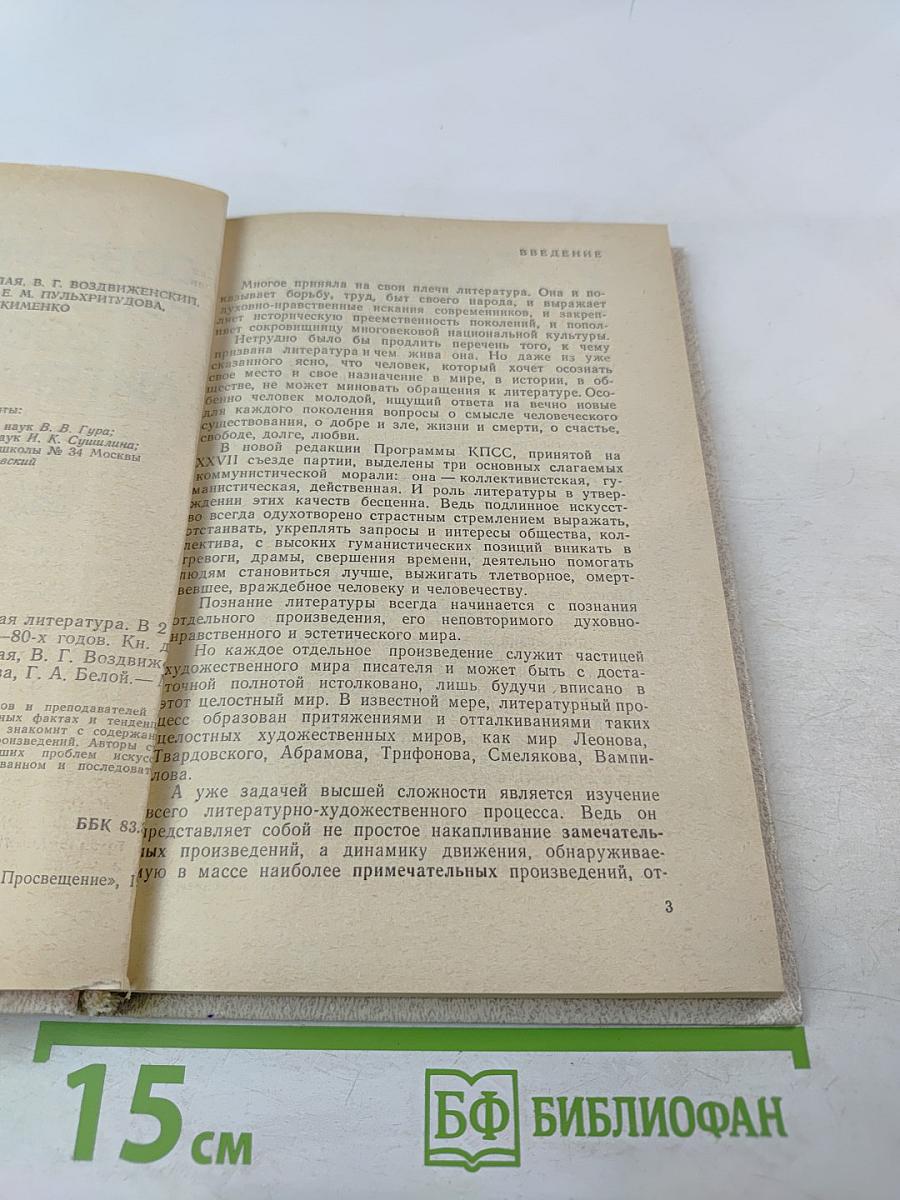 ЛАЯ, В. Г. ВОЗДВИЖЕНСКИЙ,
Е. М. ПУЛЬХРИТУДОВА,
КИМЕНКО
ты:
наук В. В. Гура;
аук И. К. Сушилина;
школы № 34 Москвы
овский
ая литература. В 2
—80-х годов. Кн. д
ая, В. Г. Воздвиже
ва, Г. А. Белой.—
ов и преподавателей
ных фактах и тенденц
знакомит с содержан
роизведений. Авторы с
ших проблем искус
ванном и последоват
ББК 83.
Просвещение», 1
ВВЕДЕНИЕ
Многое приняла на свои плечи литература. Она и по-
казывает борьбу, труд, быт своего народа, и выражает
духовно-нравственные искания современников, и закреп-
ляет историческую преемственность поколений, и попол-
няет сокровищницу многовековой национальной культуры.
Нетрудно было бы продлить перечень того, к чему
призвана литература и чем жива она. Но даже из уже
сказанного ясно, что человек, который хочет осознать
свое место и свое назначение в мире, в истории, в об-
ществе, не может миновать обращения к литературе. Осо-
бенно человек молодой, ищущий ответа на вечно новые
для каждого поколения вопросы о смысле человеческого
существования, о добре и зле, жизни и смерти, о счастье,
свободе, долге, любви.
В новой редакции Программы КПСС, принятой на
XXVII съезде партии, выделены три основных слагаемых
коммунистической морали: она — коллективистская, гу-
манистическая, действенная. И роль литературы в утвер-
ждении этих качеств бесценна. Ведь подлинное искусст-
во всегда одухотворено страстным стремлением выражать,
отстаивать, укреплять запросы и интересы общества, кол-
лектива, с высоких гуманистических позиций вникать в
тревоги, драмы, свершения времени, деятельно помогать
людям становиться лучше, выжигать тлетворное, омерт-
вевшее, враждебное человеку и человечеству.
Познание литературы всегда начинается с познания
отдельного произведения, его неповторимого духовно-
нравственного и эстетического мира.
Но каждое отдельное произведение служит частицей
художественного мира писателя и может быть с доста-
точной полнотой истолковано, лишь будучи вписано в
этот целостный мир. В известной мере, литературный про-
цесс образован притяжениями и отталкиваниями таких
целостных художественных миров, как мир Леонова,
Твардовского, Абрамова, Трифонова, Смелякова, Вампи-
лова.
А уже задачей высшей сложности является изучение
всего литературно-художественного процесса. Ведь он
представляет собой не простое накапливание замечатель-
ных произведений, а динамику движения, обнаруживае-
мую в массе наиболее примечательных произведений, от-
3
15 см
БФ БИБЛИОФАН